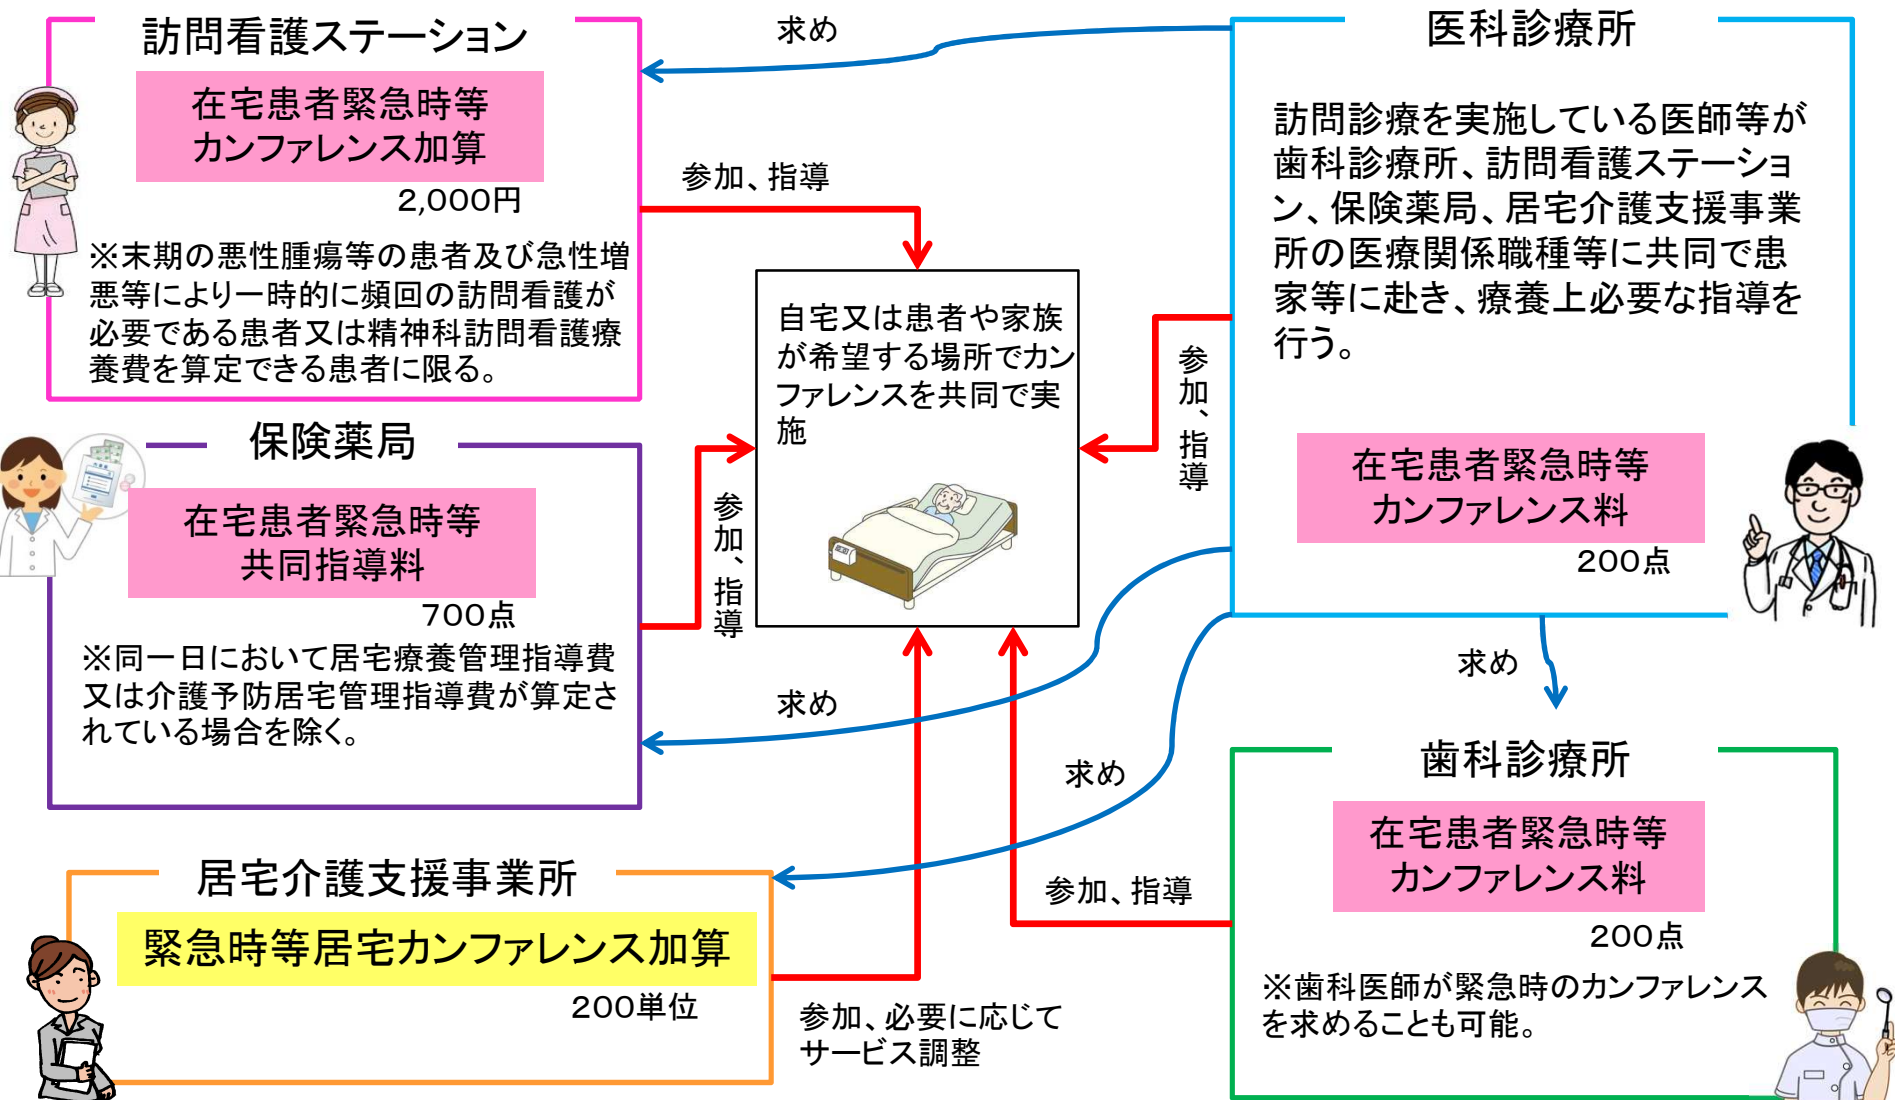 訪問看護ステーション
在宅患者緊急時等
カンファレンス加算
2,000円
※末期の悪性腫瘍等の患者及び急性増
悪等により一時的に頻回の訪問看護が
必要である患者又は精神科訪問看護療
養費を算定できる患者に限る。
求め
参加、指導
医科診療所
訪問診療を実施している医師等が
歯科診療所、訪問看護ステーショ
ン、保険薬局、居宅介護支援事業
所の医療関係職種等に共同で患
家等に赴き、療養上必要な指導を
行う。
在宅患者緊急時等
カンファレンス料
200点
自宅又は患者や家族
が希望する場所でカン
ファレンスを共同で実
施
参加、指導
保険薬局
在宅患者緊急時等
共同指導料
700点
※同一日において居宅療養管理指導費
又は介護予防居宅管理指導費が算定さ
れている場合を除く。
参加、指導
求め
求め
求め
居宅介護支援事業所
緊急時等居宅カンファレンス加算
200単位
参加、必要に応じて
サービス調整
参加、指導
歯科診療所
在宅患者緊急時等
カンファレンス料
200点
※歯科医師が緊急時のカンファレンス
を求めることも可能。